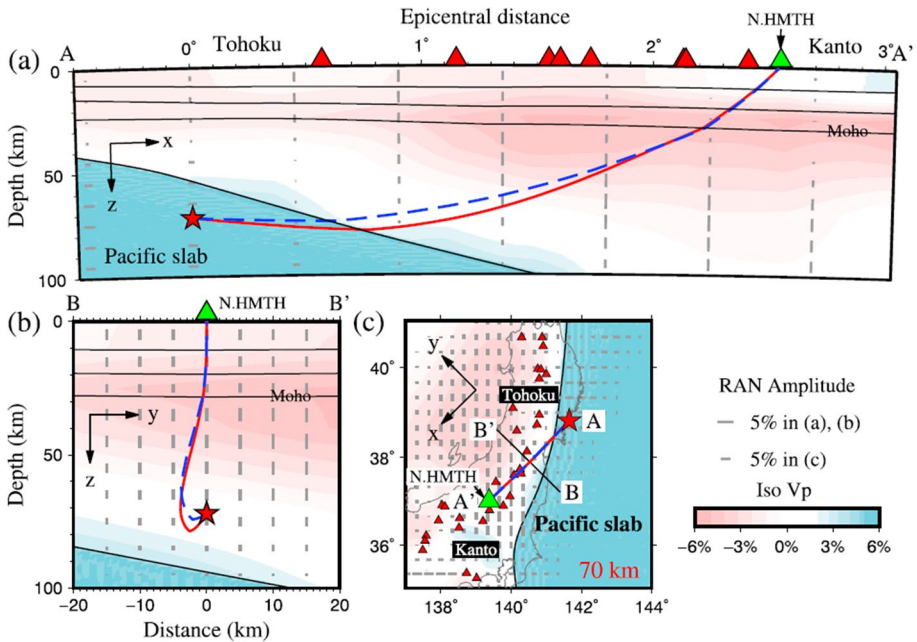 Epicentral distance
N.HMTH
A
0°
Tohoku
1°
2°
Kanto
3°
A'
(a)
0
50
100
Depth (km)
x
z
Moho
Pacific slab
B
N.HMTH
B'
(b)
0
50
100
Depth (km)
Moho
y
z
-20
-10
0
10
20
Distance (km)
(c)
40°
38°
36°
y
x
Tohoku
A
B'
N.HMTH
A'
B
Pacific slab
Kanto
70 km
138°
140°
142°
144°
RAN Amplitude
5% in (a), (b)
5% in (c)
Iso Vp
−6%
−3%
0%
3%
6%